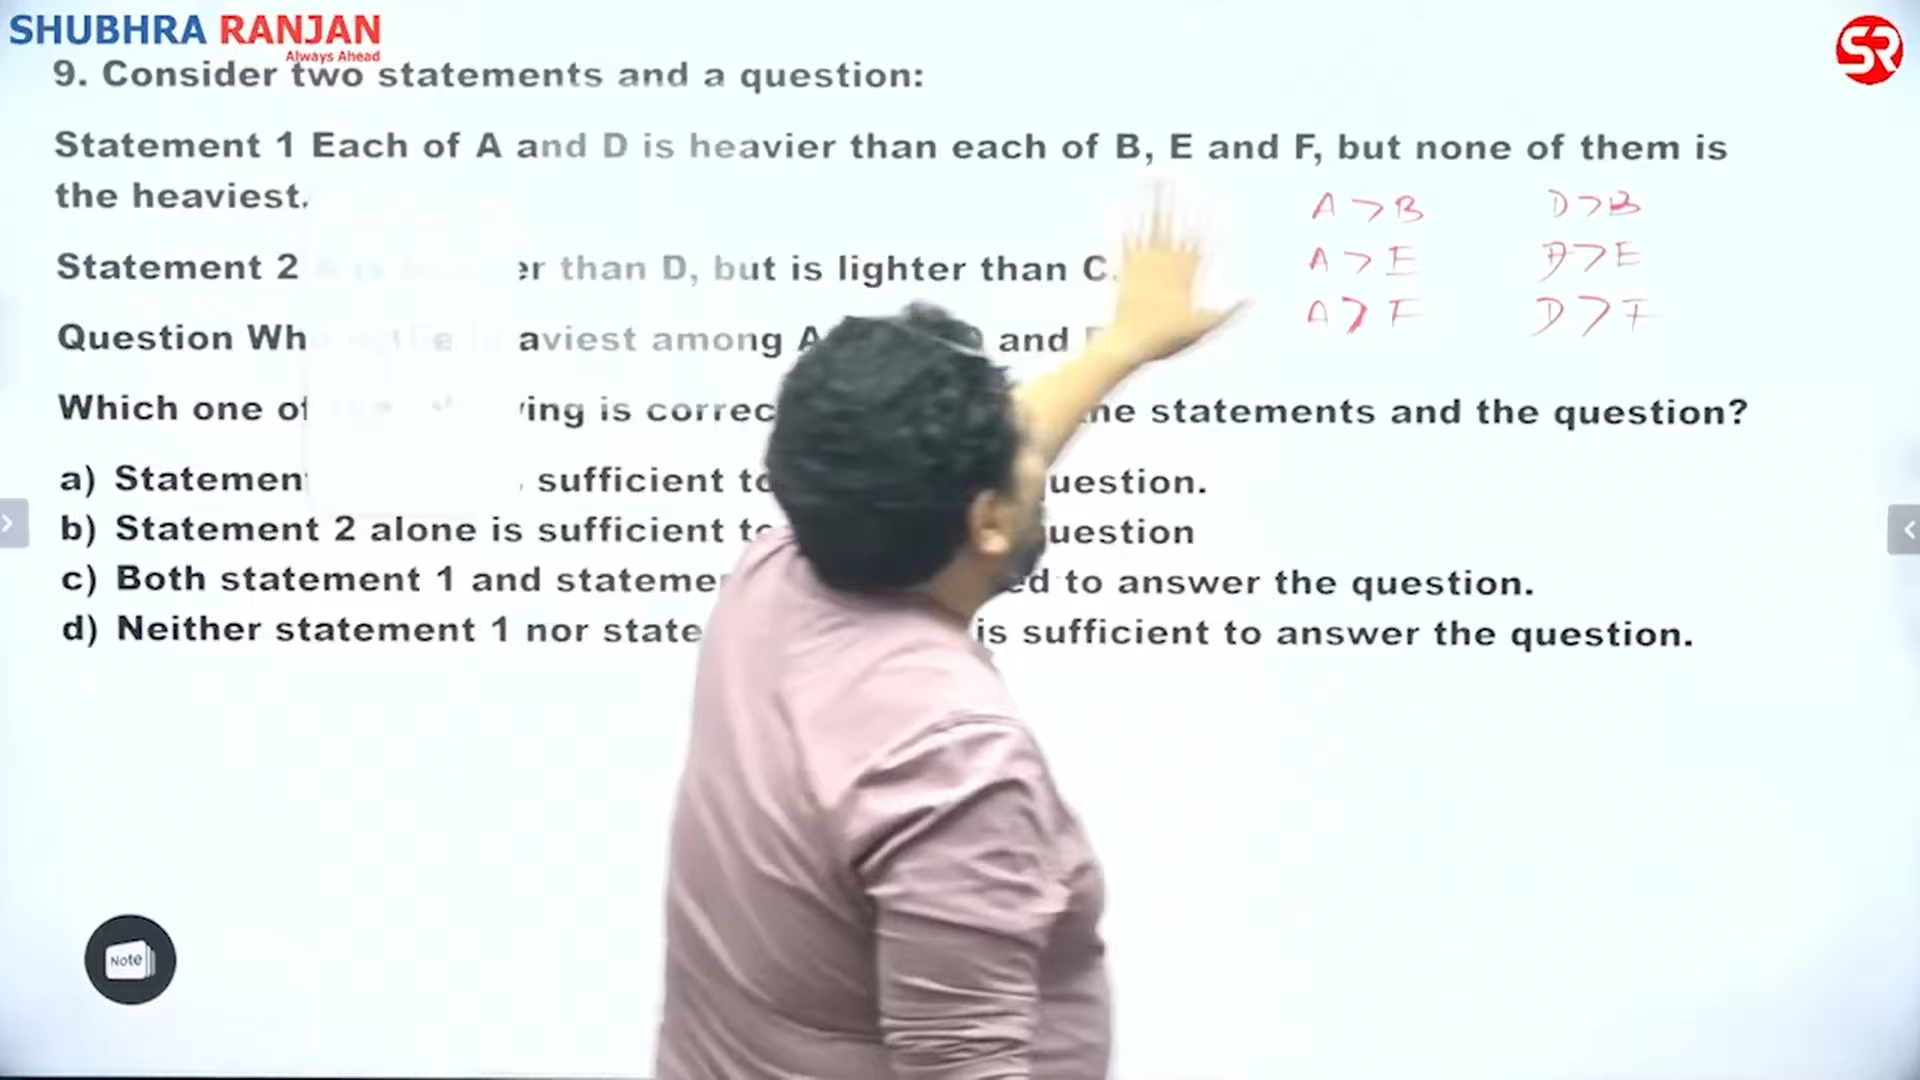 SHUBHRA RANJAN
Always Ahead
SR
9. Consider two statements and a question:
Statement 1 Each of A and D is heavier than each of B, E and F, but none of them is
the heaviest.
A > B D > B
Statement 2 er than D, but is lighter than C.
A > E D > E
A > F D > F
Question Wh aviest among A and
Which one of ing is correc he statements and the question?
a) Statemen sufficient to uestion.
b) Statement 2 alone is sufficient to uestion
c) Both statement 1 and stateme ed to answer the question.
d) Neither statement 1 nor state is sufficient to answer the question.
Note